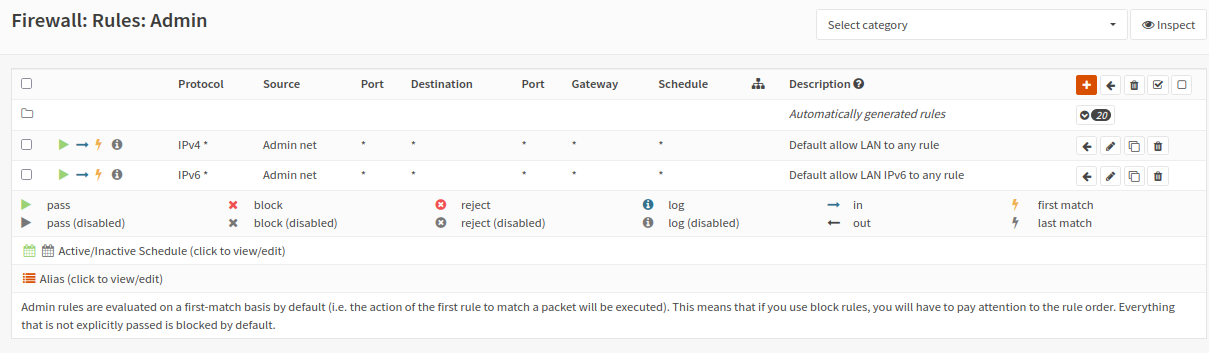 Firewall: Rules: Admin
Select category
Inspect
Protocol Source Port Destination Port Gateway Schedule Description
Automatically generated rules 20
IPv4 * Admin net * * * * * Default allow LAN to any rule
IPv6 * Admin net * * * * * Default allow LAN IPv6 to any rule
pass block reject log in first match
pass (disabled) block (disabled) reject (disabled) log (disabled) out last match
Active/Inactive Schedule (click to view/edit)
Alias (click to view/edit)
Admin rules are evaluated on a first-match basis by default (i.e. the action of the first rule to match a packet will be executed). This means that if you use block rules, you will have to pay attention to the rule order. Everything
that is not explicitly passed is blocked by default.